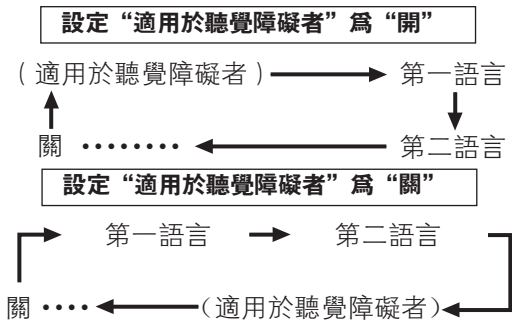 設定“適用於聽覺障礙者”爲“開”
(適用於聽覺障礙者) 第一語言
關 ········ 第二語言
設定“適用於聽覺障礙者”爲“關”
第一語言 第二語言
關 ···· (適用於聽覺障礙者)